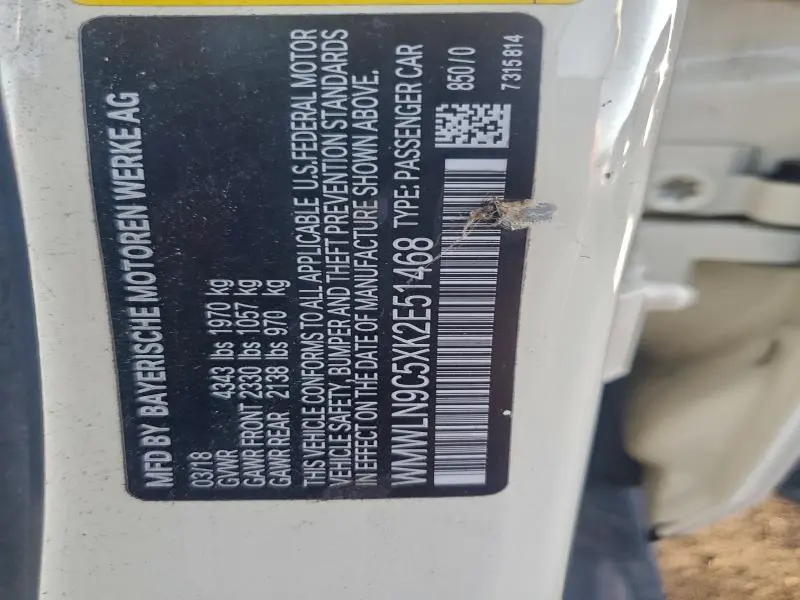 MFD BY BAYERISCHE MOTOREN WERKE AG
03/18
GVWR 4343 lbs 1970 kg
GAWR FRONT 2330 lbs 1057 kg
GAWR REAR 2138 lbs 970 kg
THIS VEHICLE CONFORMS TO ALL APPLICABLE U.S.FEDERAL MOTOR
VEHICLE SAFETY, BUMPER AND THEFT PREVENTION STANDARDS
IN EFFECT ON THE DATE OF MANUFACTURE SHOWN ABOVE.
WMWLN9C5XK2E51468 TYPE: PASSENGER CAR
850/0
7315814